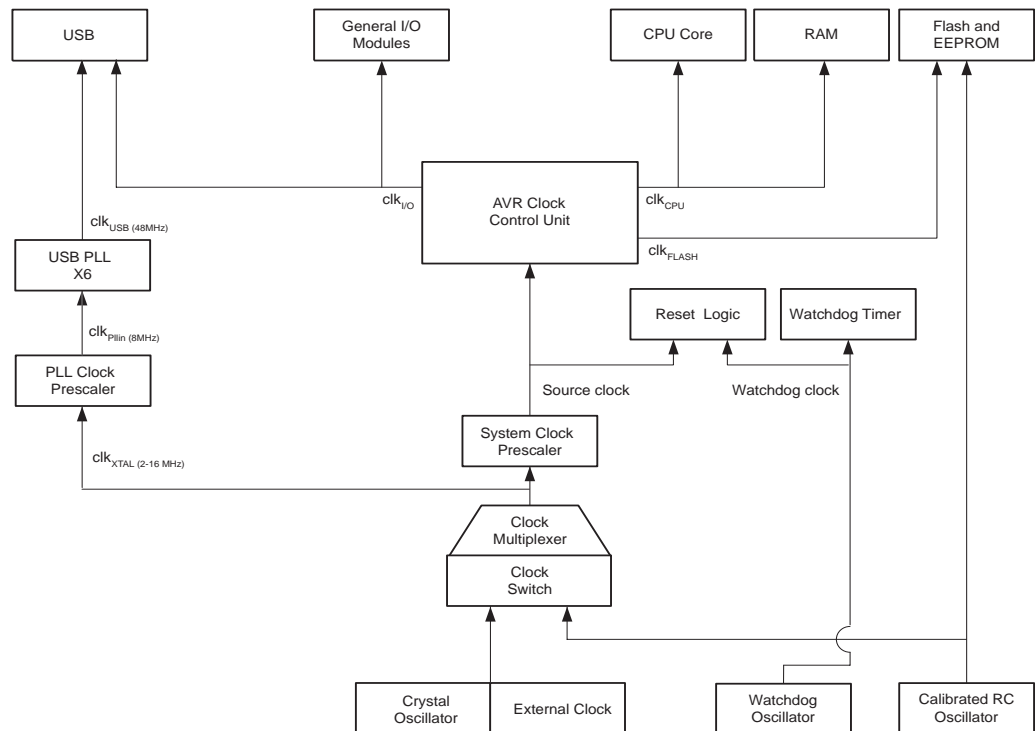 USB
General I/O
Modules
CPU Core
RAM
Flash and
EEPROM
AVR Clock
Control Unit
clkI/O
clkCPU
clkUSB (48MHz)
clkFLASH
USB PLL
X6
clkPllin (8MHz)
Reset Logic
Watchdog Timer
PLL Clock
Prescaler
Source clock
Watchdog clock
System Clock
Prescaler
clkXTAL (2-16 MHz)
Clock
Multiplexer
Clock
Switch
Crystal
Oscillator
External Clock
Watchdog
Oscillator
Calibrated RC
Oscillator